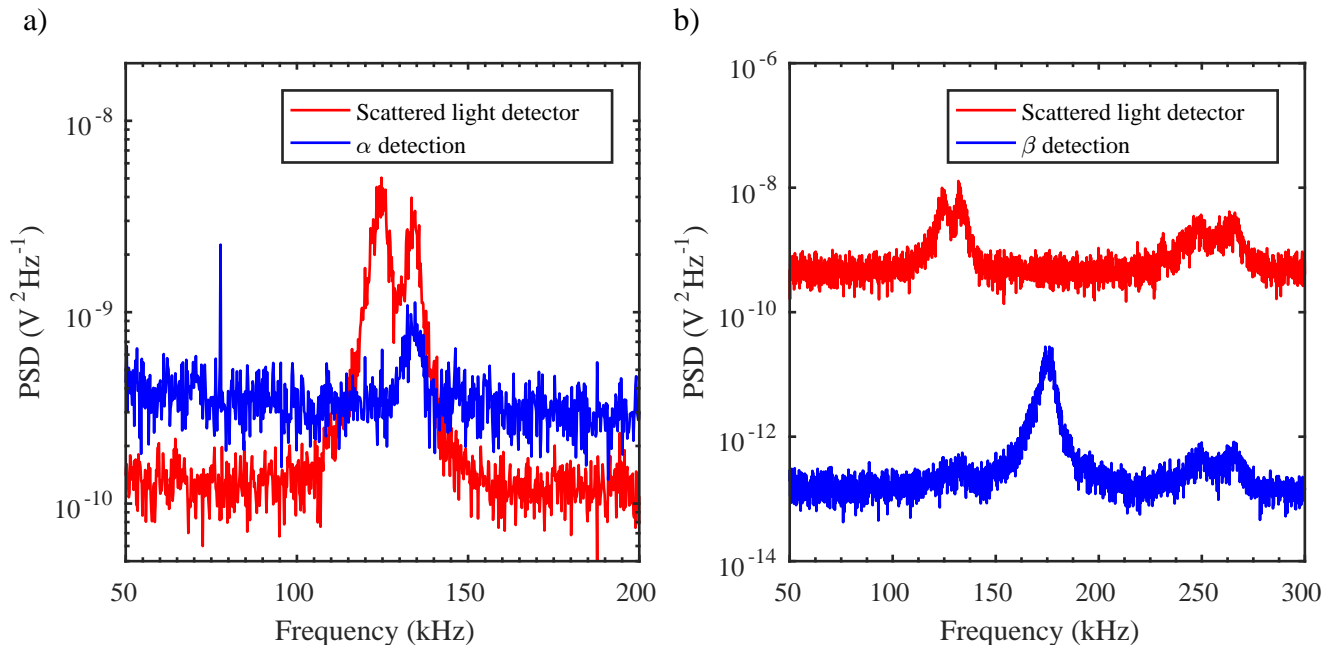 a)
10^-8
10^-9
10^-10
PSD (V^2Hz^-1)
Scattered light detector
α detection
50 100 150 200
Frequency (kHz)
b)
10^-6
10^-8
10^-10
10^-12
10^-14
PSD (V^2Hz^-1)
Scattered light detector
β detection
50 100 150 200 250 300
Frequency (kHz)